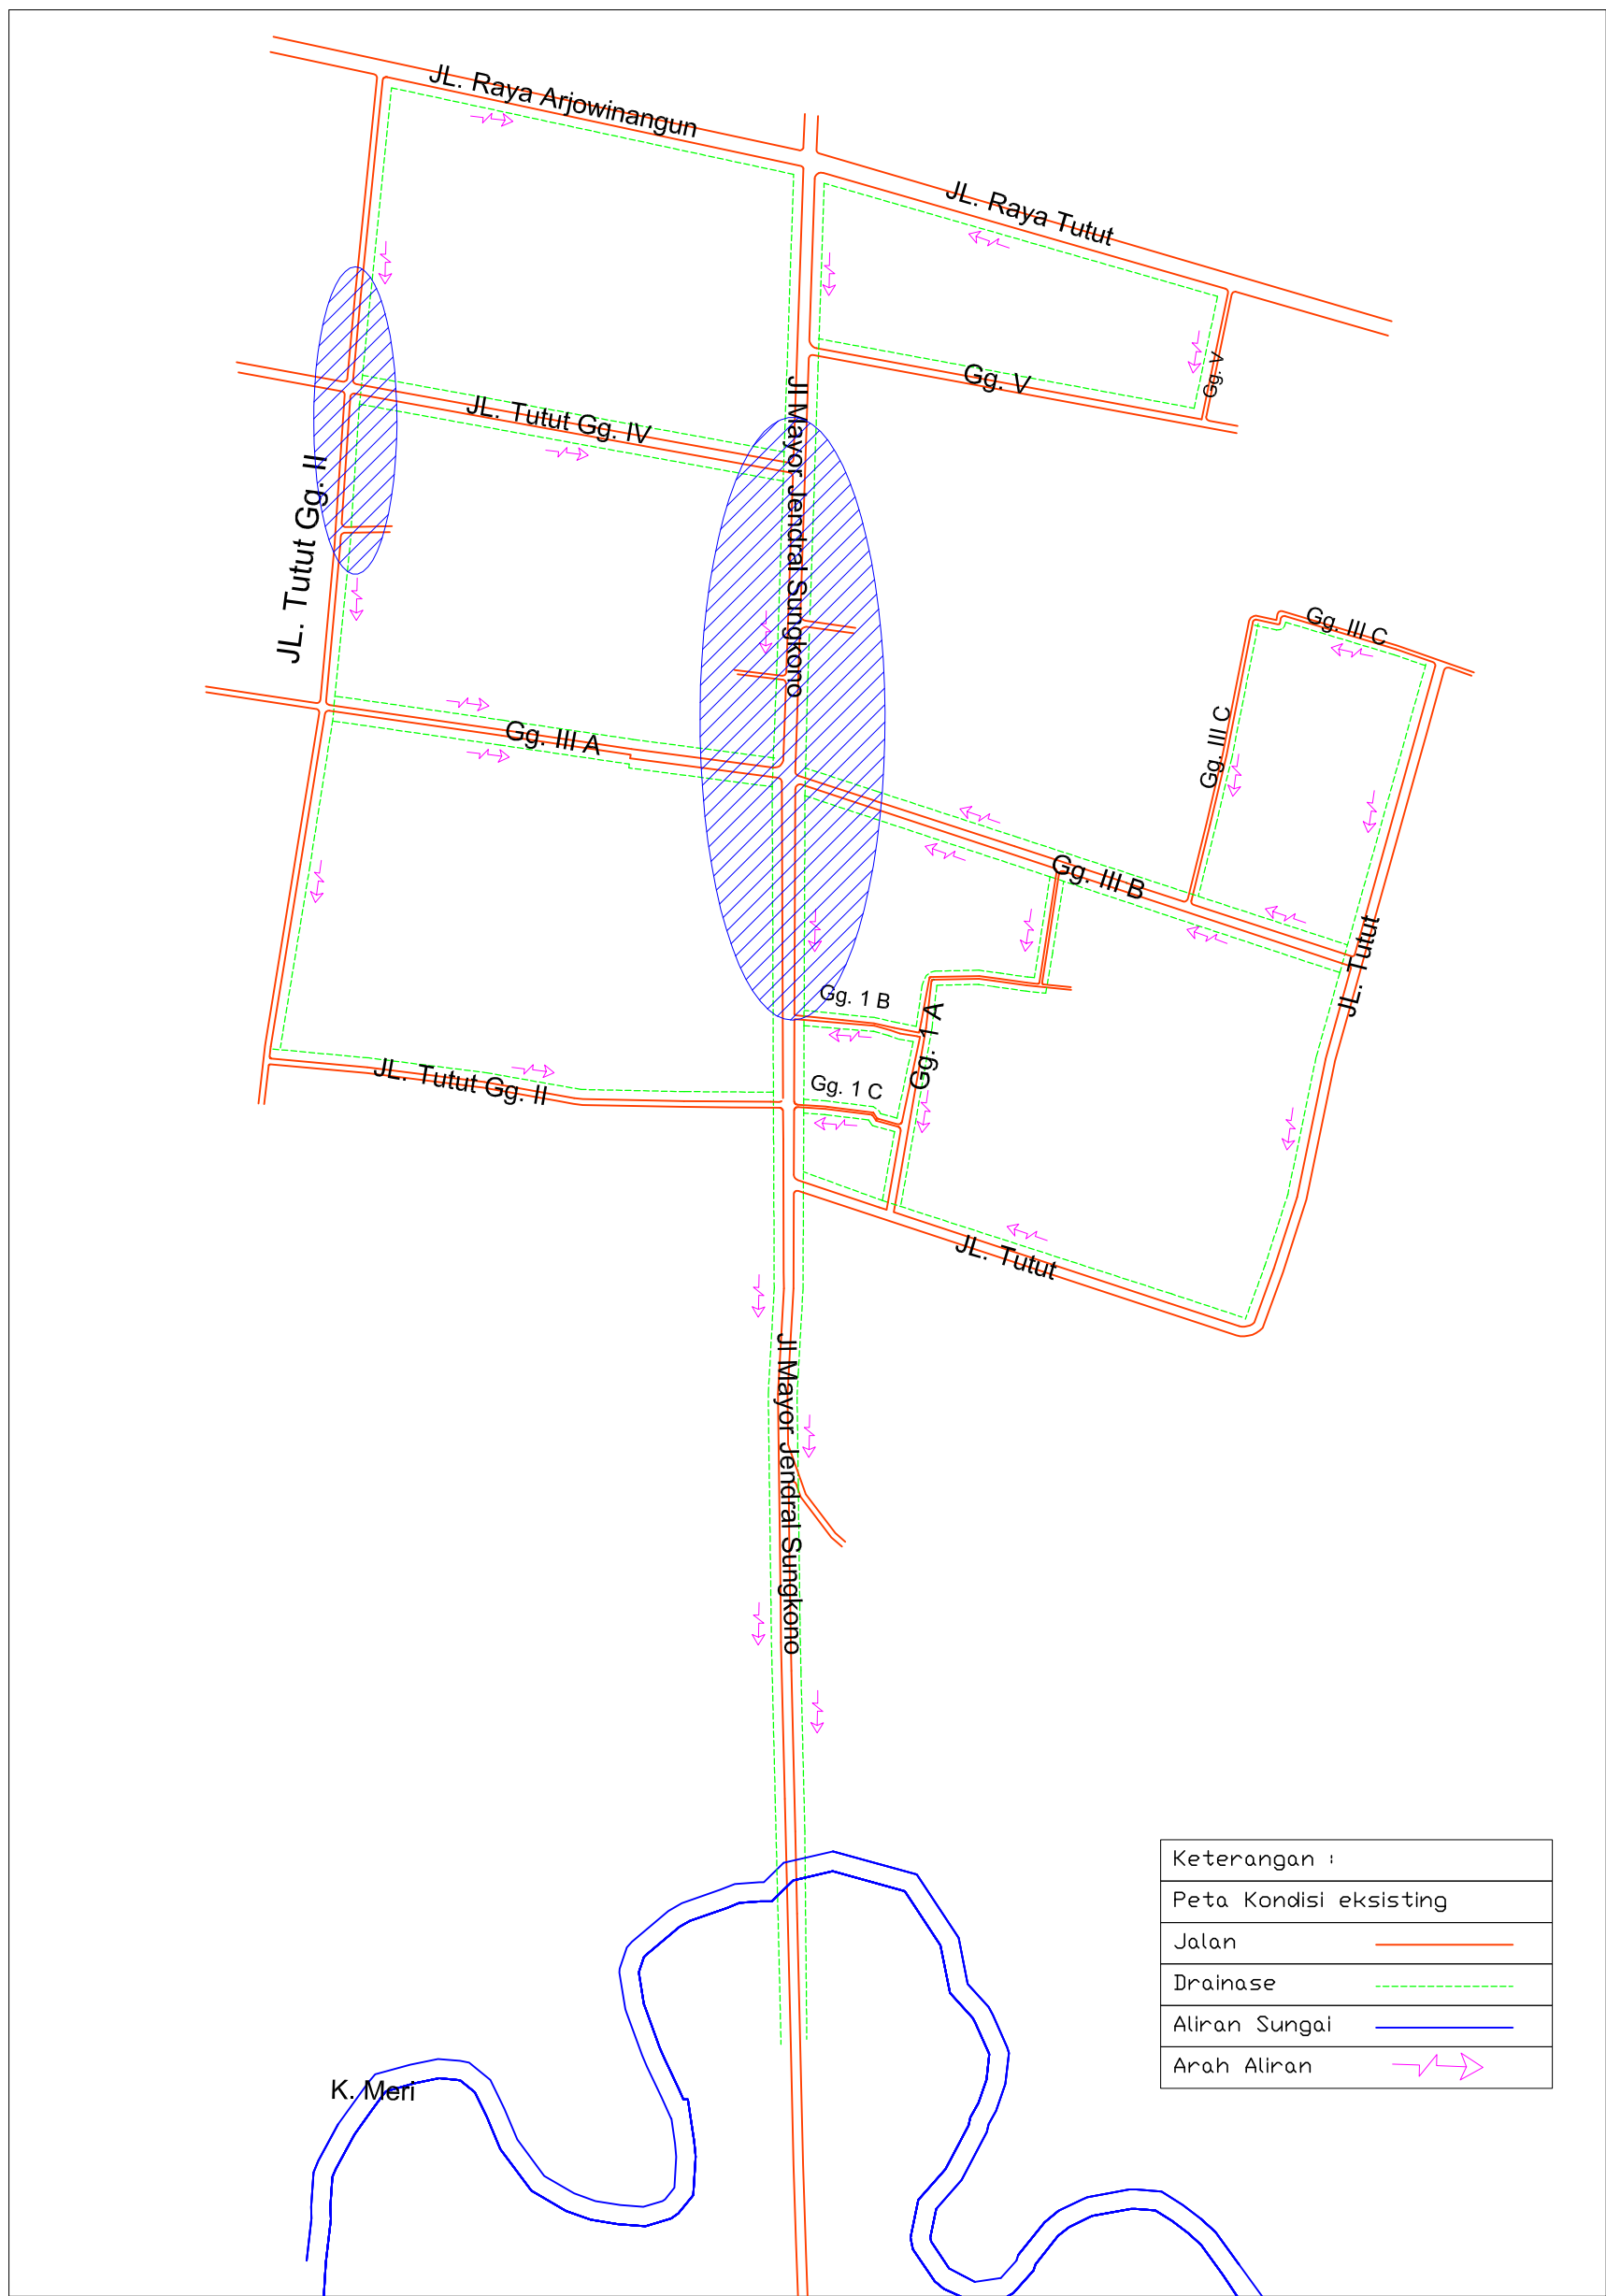 JL. Raya Arjowinangun
JL. Raya Tutut
Gg. V
Gg. V
JL. Tutut Gg. IV
Jl Mayor Jendral Sungkono
JL. Tutut Gg. II
Gg. III C
Gg. III C
Gg. III A
Gg. III B
JL. Tutut
Gg. 1 B
Gg. 1 A
JL. Tutut Gg. II
Gg. 1 C
JL. Tutut
Jl Mayor Jendral Sungkono
Keterangan :
Peta Kondisi eksisting
Jalan
Drainase
Aliran Sungai
Arah Aliran
K. Meri